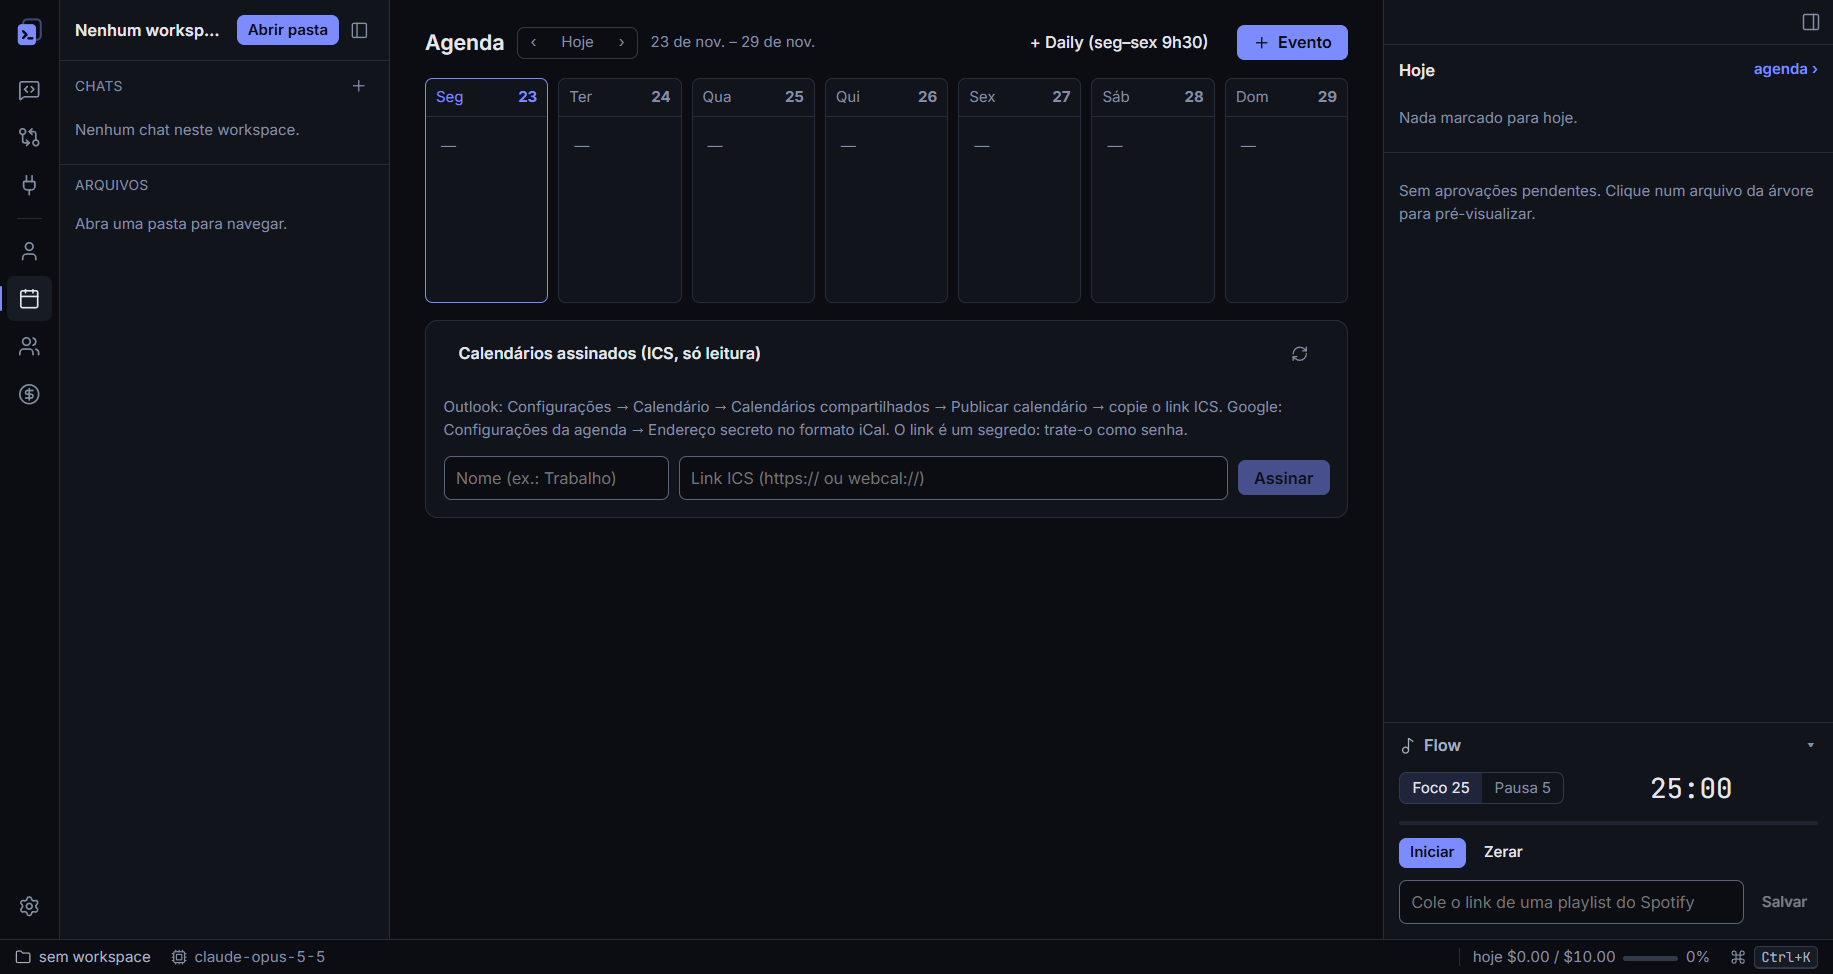 Nenhum worksp...
Abrir pasta
CHATS
Nenhum chat neste workspace.
ARQUIVOS
Abra uma pasta para navegar.
Agenda
‹ Hoje ›
23 de nov. – 29 de nov.
+ Daily (seg–sex 9h30)
+ Evento
Seg 23
Ter 24
Qua 25
Qui 26
Sex 27
Sáb 28
Dom 29
— — — — — — —
Calendários assinados (ICS, só leitura)
Outlook: Configurações → Calendário → Calendários compartilhados → Publicar calendário → copie o link ICS. Google:
Configurações da agenda → Endereço secreto no formato iCal. O link é um segredo: trate-o como senha.
Nome (ex.: Trabalho)
Link ICS (https:// ou webcal://)
Assinar
Hoje
agenda ›
Nada marcado para hoje.
Sem aprovações pendentes. Clique num arquivo da árvore
para pré-visualizar.
Flow
Foco 25
Pausa 5
25:00
Iniciar
Zerar
Cole o link de uma playlist do Spotify
Salvar
sem workspace
claude-opus-5-5
hoje $0.00 / $10.00
0%
⌘ Ctrl+K